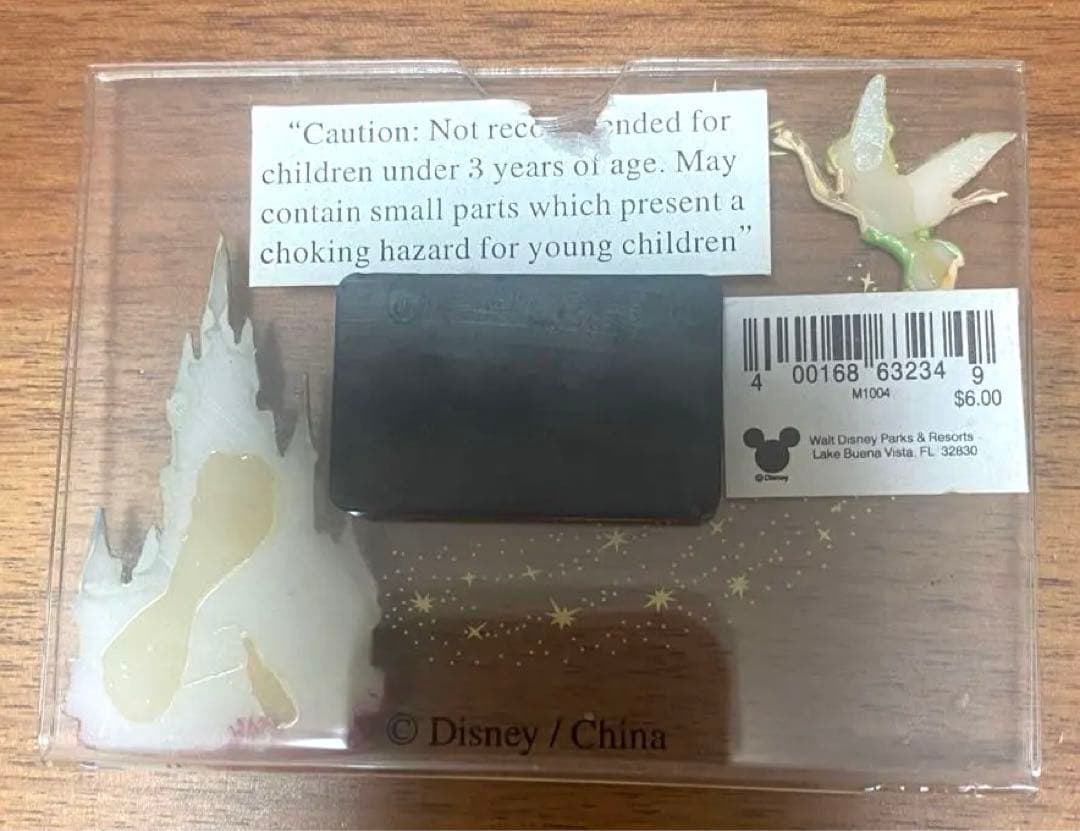 “Caution: Not rec ended for
children under 3 years of age. May
contain small parts which present a
choking hazard for young children”
4 00168 63234 9
M1004
$6.00
Walt Disney Parks & Resorts
Lake Buena Vista, FL 32830
© Disney
© Disney / China